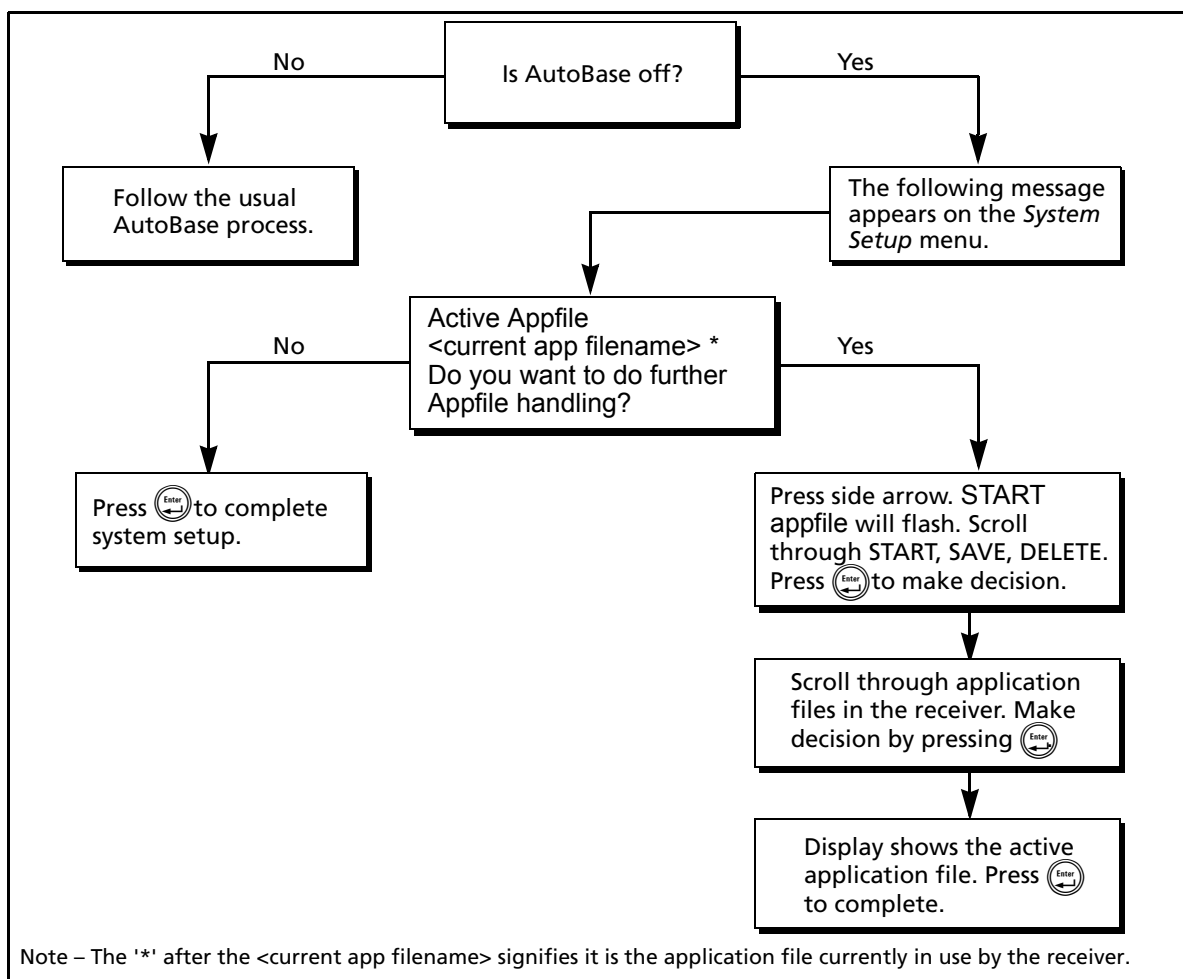 Is AutoBase off?
No
Yes
Follow the usual
AutoBase process.
The following message
appears on the System
Setup menu.
Active Appfile
<current app filename> *
Do you want to do further
Appfile handling?
No
Yes
Press Enter to complete
system setup.
Press side arrow. START
appfile will flash. Scroll
through START, SAVE, DELETE.
Press Enter to make decision.
Scroll through application
files in the receiver. Make
decision by pressing Enter
Display shows the active
application file. Press Enter
to complete.
Note – The '*' after the <current app filename> signifies it is the application file currently in use by the receiver.